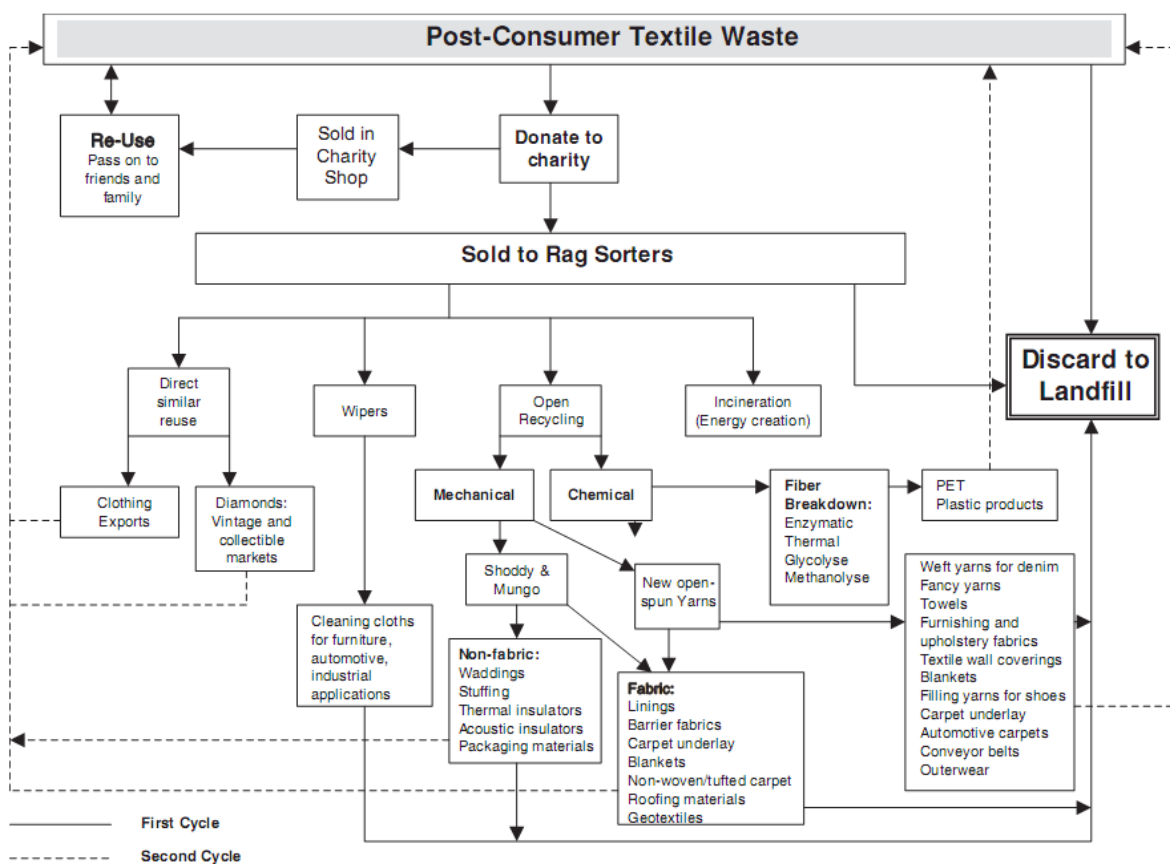 Post-Consumer Textile Waste
Re-Use
Pass on to
friends and
family
Sold in
Charity
Shop
Donate to
charity
Sold to Rag Sorters
Direct
similar
reuse
Wipers
Open
Recycling
Incineration
(Energy creation)
Discard to
Landfill
Clothing
Exports
Diamonds:
Vintage and
collectible
markets
Mechanical
Chemical
Fiber
Breakdown:
Enzymatic
Thermal
Glycolyse
Methanolyse
PET
Plastic products
Shoddy &
Mungo
New open-
spun Yarns
Weft yarns for denim
Fancy yarns
Towels
Furnishing and
upholstery fabrics
Textile wall coverings
Blankets
Filling yarns for shoes
Carpet underlay
Automotive carpets
Conveyor belts
Outerwear
Cleaning cloths
for furniture,
automotive,
industrial
applications
Non-fabric:
Waddings
Stuffing
Thermal insulators
Acoustic insulators
Packaging materials
Fabric:
Linings
Barrier fabrics
Carpet underlay
Blankets
Non-woven/tufted carpet
Roofing materials
Geotextiles
First Cycle
Second Cycle